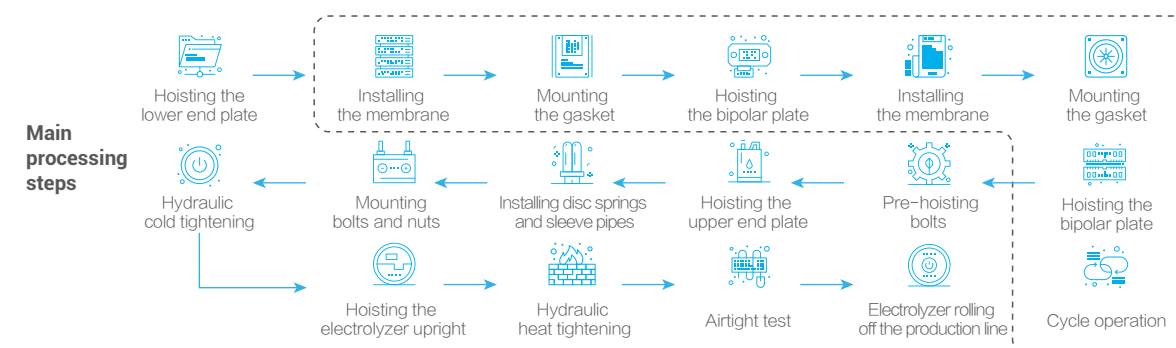 Main
processing
steps
Hoisting the
lower end plate
Installing
the membrane
Mounting
the gasket
Hoisting
the bipolar plate
Installing
the membrane
Mounting
the gasket
Hydraulic
cold tightening
Mounting
bolts and nuts
Installing disc springs
and sleeve pipes
Hoisting the
upper end plate
Pre-hoisting
bolts
Hoisting the
bipolar plate
Hoisting the
electrolyzer upright
Hydraulic
heat tightening
Airtight test
Electrolyzer rolling
off the production line
Cycle operation